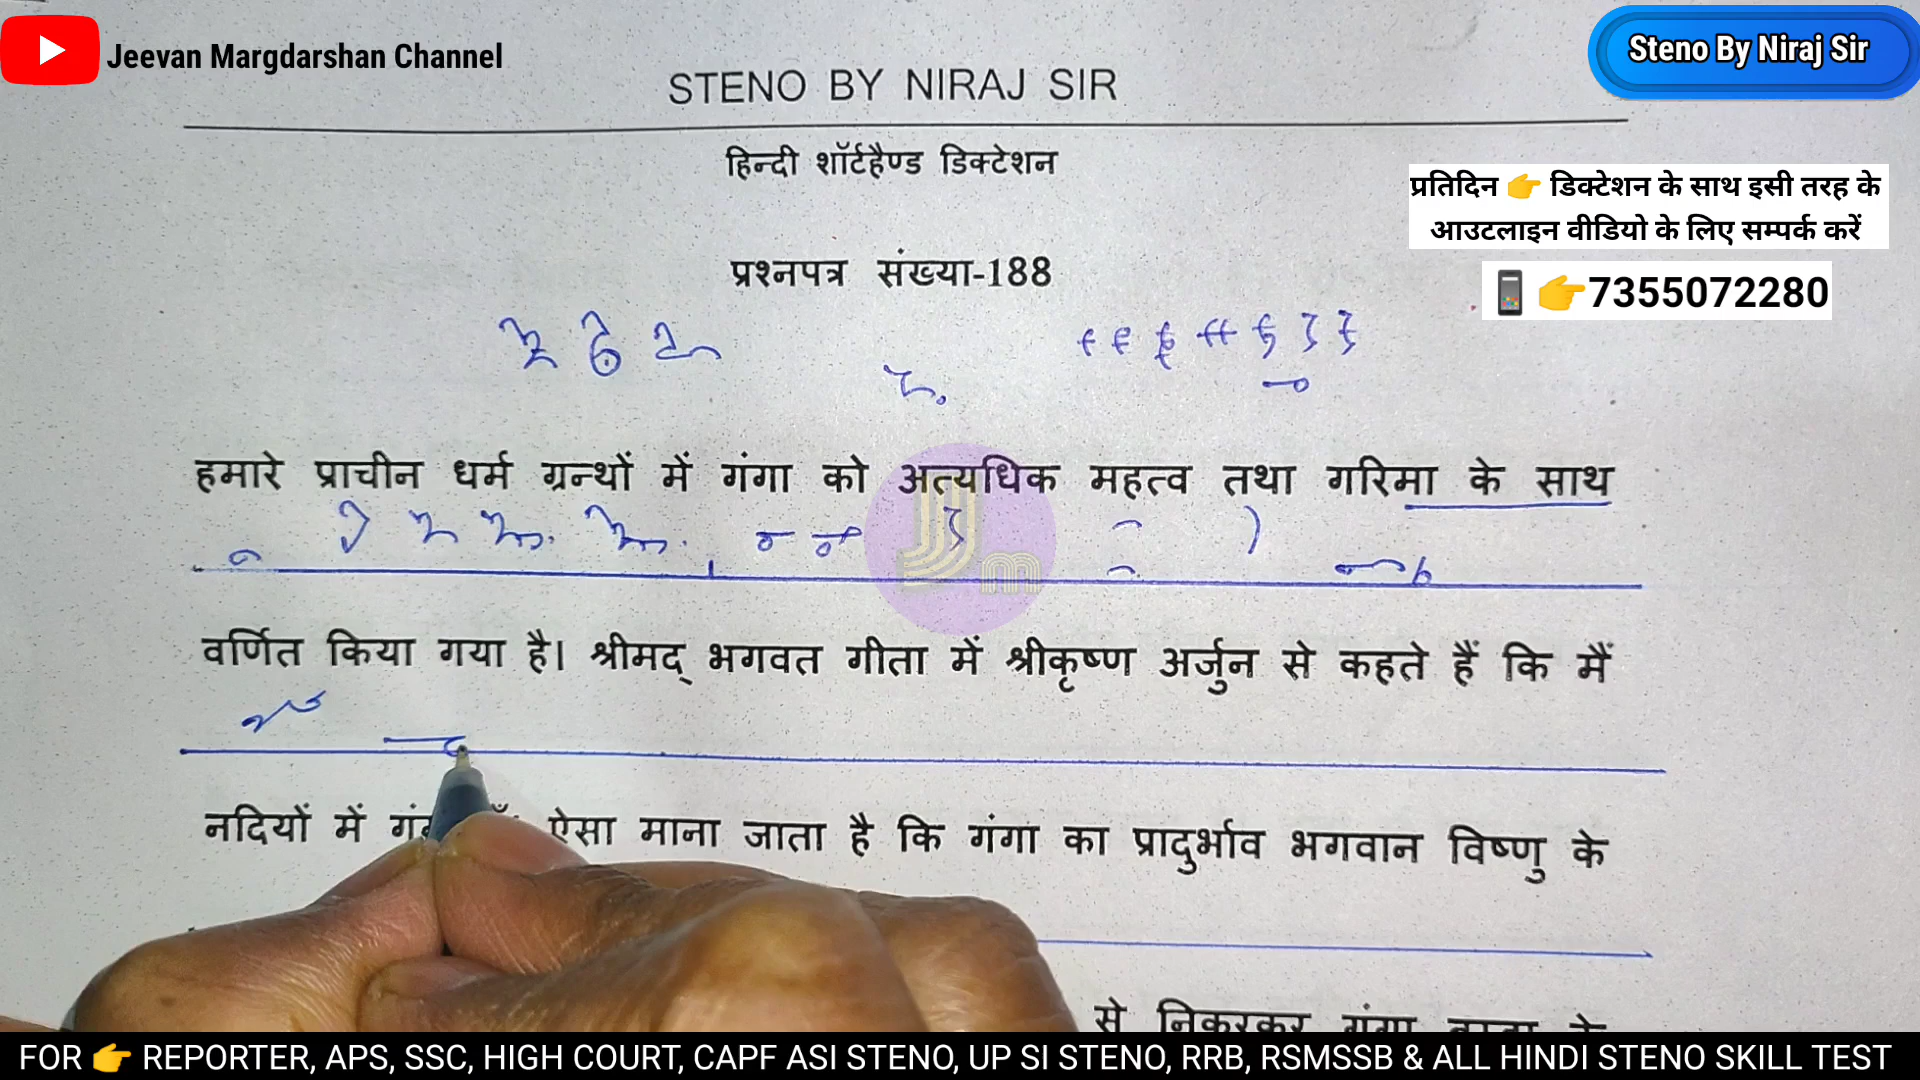 Jeevan Margdarshan Channel
Steno By Niraj Sir
STENO BY NIRAJ SIR
हिन्दी शॉर्टहैण्ड डिक्टेशन
प्रतिदिन 👉 डिक्टेशन के साथ इसी तरह के
आउटलाइन वीडियो के लिए सम्पर्क करें
📱👉7355072280
प्रश्नपत्र संख्या-188
हमारे प्राचीन धर्म ग्रन्थों में गंगा को अत्यधिक महत्व तथा गरिमा के साथ
वर्णित किया गया है। श्रीमद् भगवत गीता में श्रीकृष्ण अर्जुन से कहते हैं कि मैं
नदियों में ऐसा माना जाता है कि गंगा का प्रादुर्भाव भगवान विष्णु के
से निकरकर गंगा
FOR 👉 REPORTER, APS, SSC, HIGH COURT, CAPF ASI STENO, UP SI STENO, RRB, RSMSSB & ALL HINDI STENO SKILL TEST